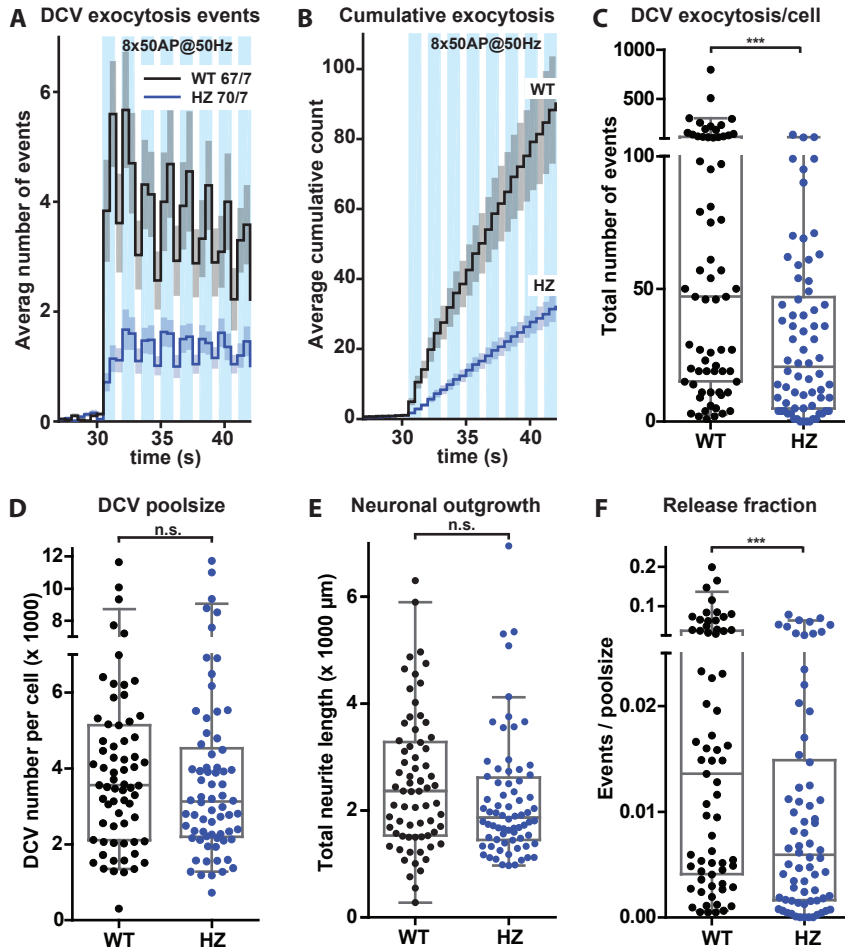 A DCV exocytosis events
8x50AP@50Hz
WT 67/7
HZ 70/7
6
4
2
0
Averag number of events
30 35 40
time (s)
B Cumulative exocytosis
8x50AP@50Hz
WT
HZ
100
80
60
40
20
0
Average cumulative count
30 35 40
time (s)
C DCV exocytosis/cell
***
1000
500
100
50
0
Total number of events
WT HZ
D DCV poolsize
n.s.
12
10
8
6
4
2
0
DCV number per cell (x 1000)
WT HZ
E Neuronal outgrowth
n.s.
6
4
2
0
Total neurite length (x 1000 µm)
WT HZ
F Release fraction
***
0.2
0.1
0.02
0.01
0.00
Events / poolsize
WT HZ